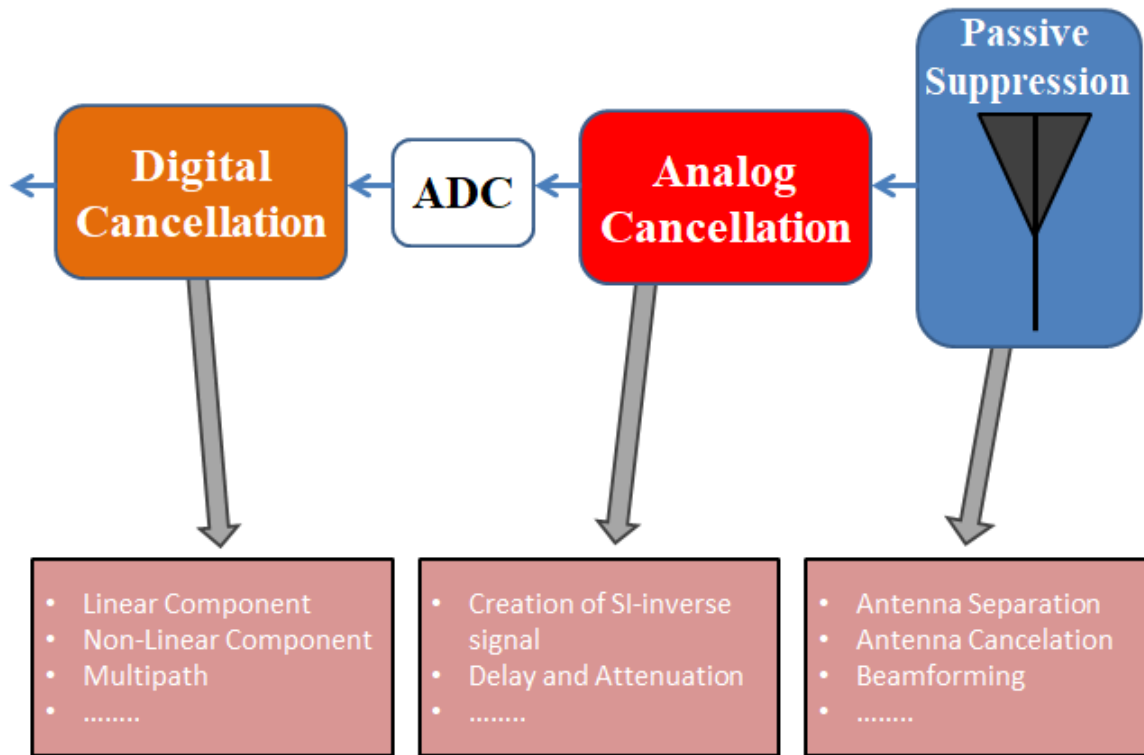 Passive
Suppression
Digital
Cancellation
ADC
Analog
Cancellation
• Linear Component
• Non-Linear Component
• Multipath
• ........
• Creation of SI-inverse
signal
• Delay and Attenuation
• ........
• Antenna Separation
• Antenna Cancelation
• Beamforming
• ........